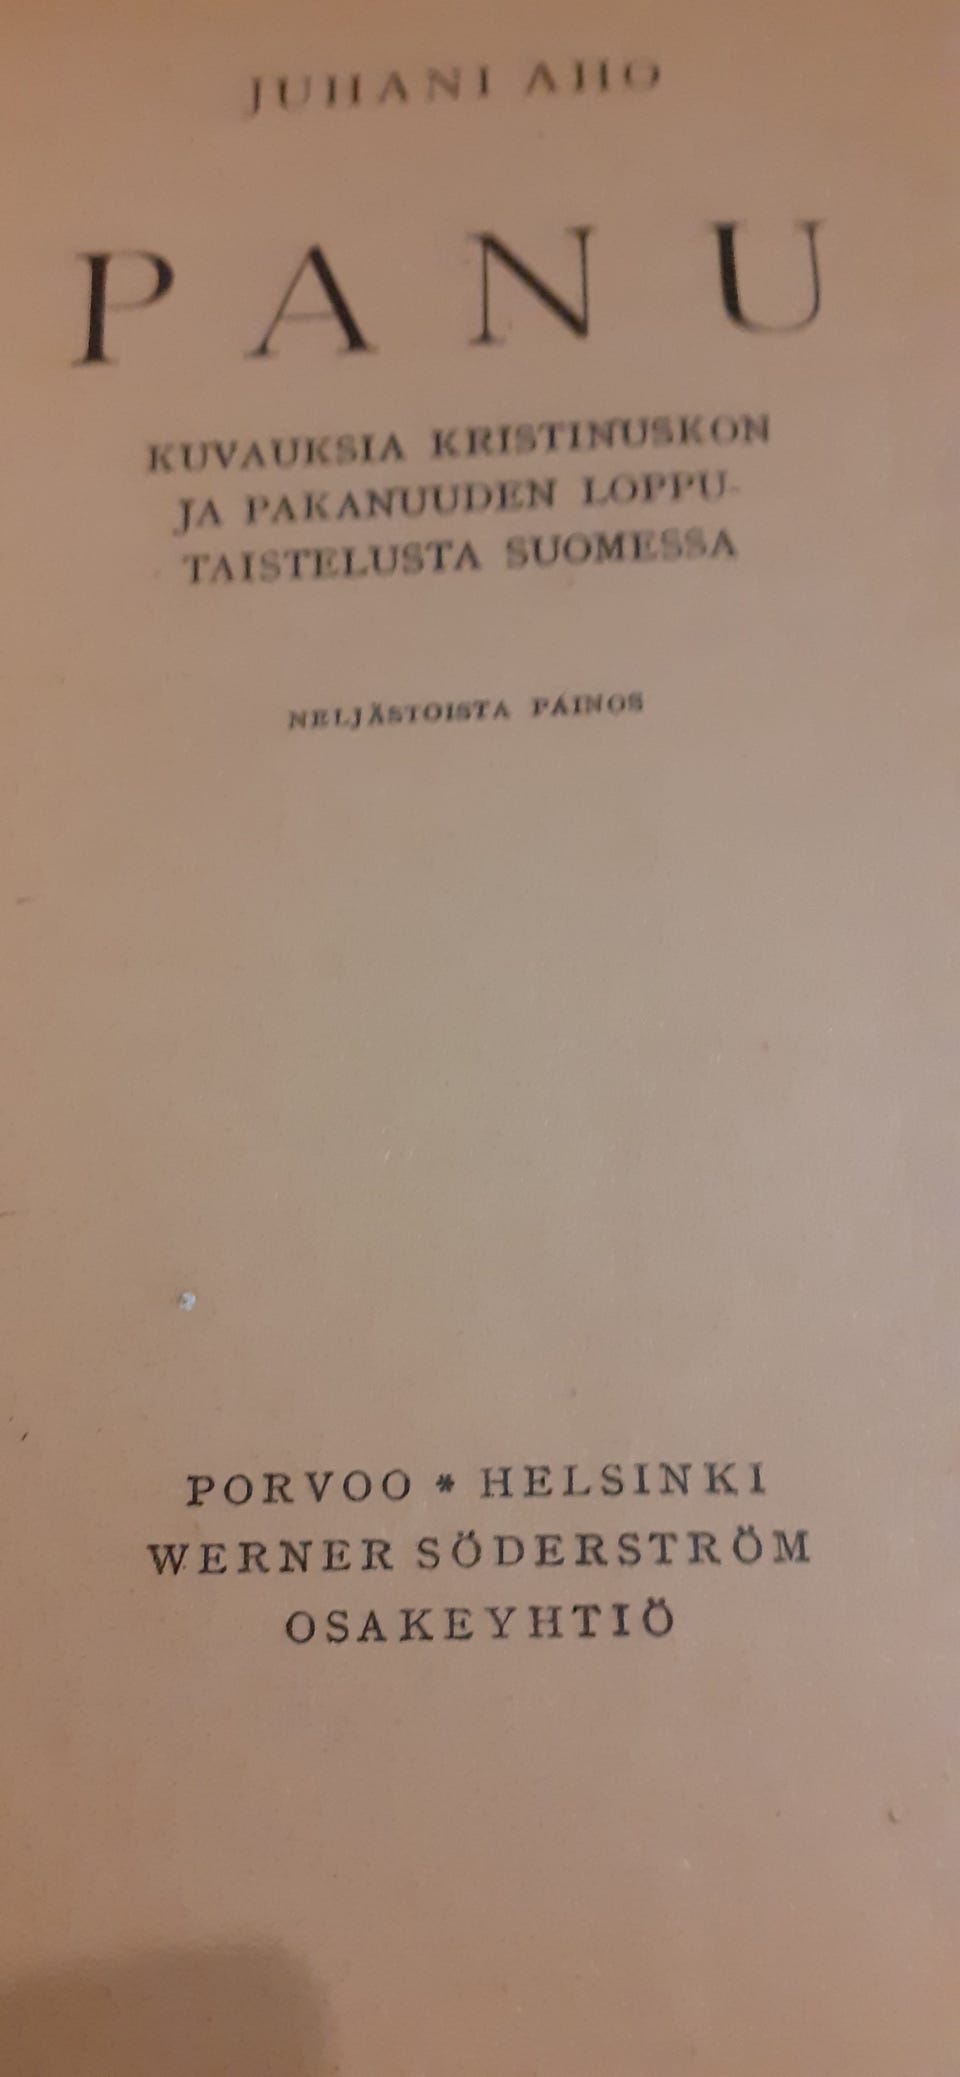 JUHANI AHO
PANU
KUVAUKSIA KRISTINUSKON
JA PAKANUUDEN LOPPU-
TAISTELUSTA SUOMESSA
NELJÄSTOISTA PAINOS
PORVOO * HELSINKI
WERNER SÖDERSTRÖM
OSAKEYHTIÖ